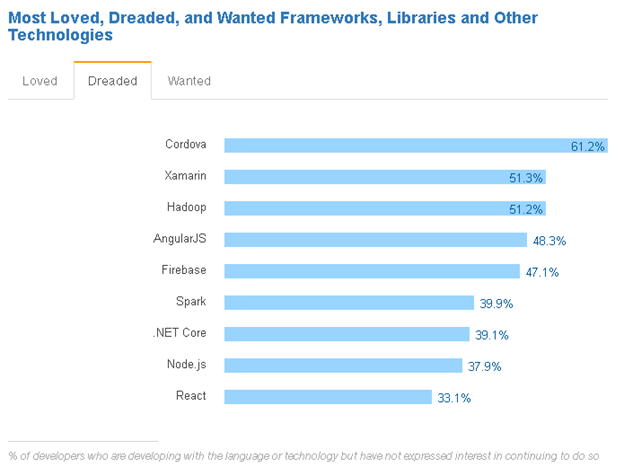 Most Loved, Dreaded, and Wanted Frameworks, Libraries and Other
Technologies
Loved Dreaded Wanted
Cordova 61.2%
Xamarin 51.3%
Hadoop 51.2%
AngularJS 48.3%
Firebase 47.1%
Spark 39.9%
.NET Core 39.1%
Node.js 37.9%
React 33.1%
% of developers who are developing with the language or technology but have not expressed interest in continuing to do so